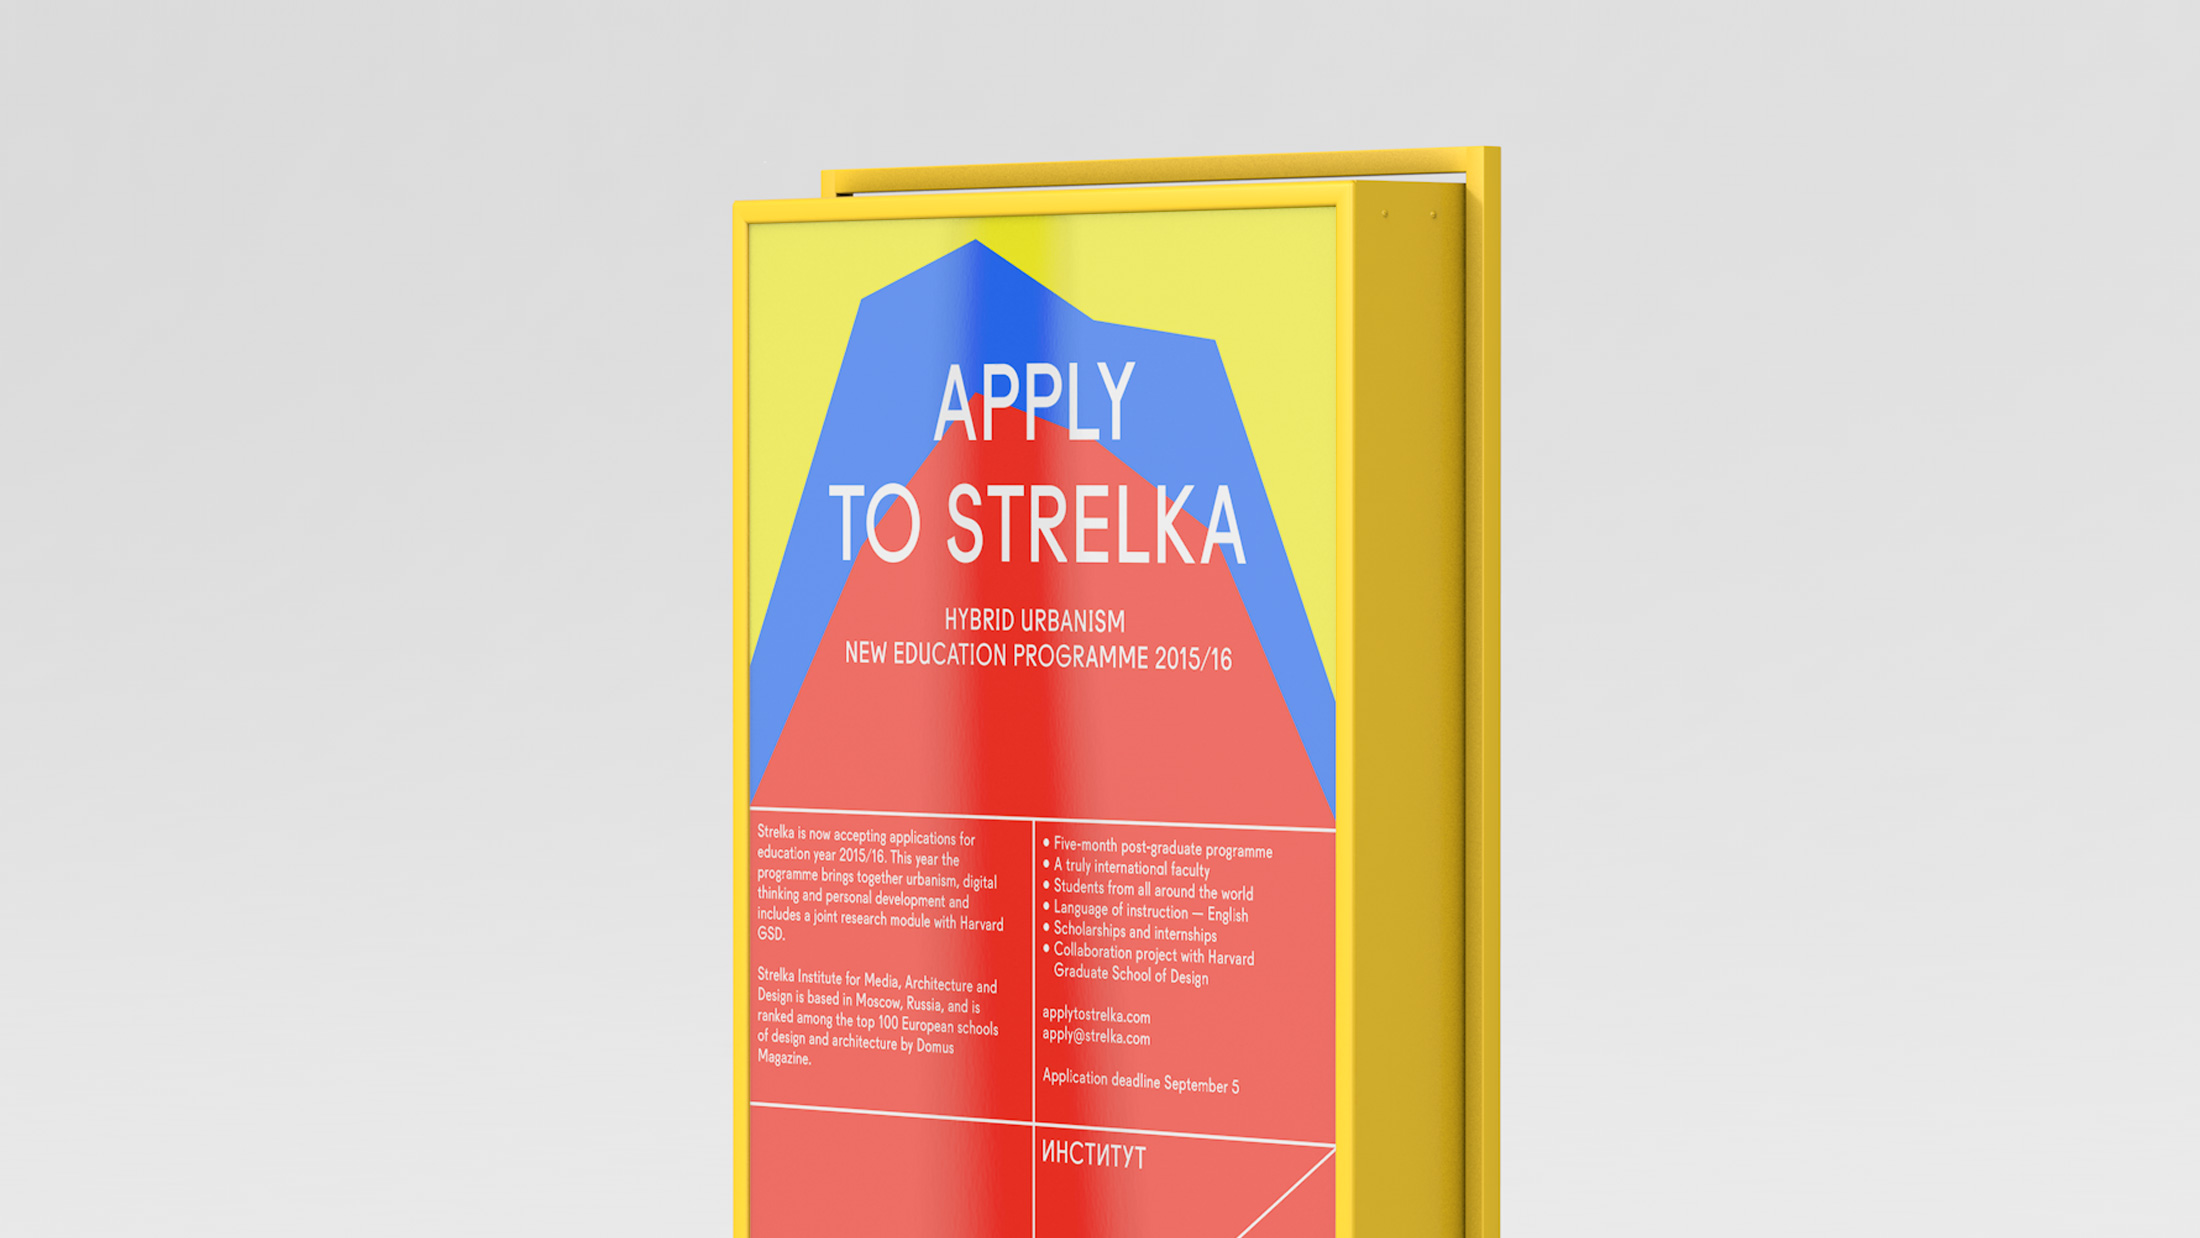 APPLY
TO STRELKA
HYBRID URBANISM
NEW EDUCATION PROGRAMME 2015/16
Strelka is now accepting applications for
education year 2015/16. This year the
programme brings together urbanism, digital
thinking and personal development and
includes a joint research module with Harvard
GSD.
Strelka Institute for Media, Architecture and
Design is based in Moscow, Russia, and is
ranked among the top 100 European schools
of design and architecture by Domus
Magazine.
• Five-month post-graduate programme
• A truly international faculty
• Students from all around the world
• Language of instruction — English
• Scholarships and internships
• Collaboration project with Harvard
Graduate School of Design
applytostrelka.com
apply@strelka.com
Application deadline September 5
ИНСТИТУТ